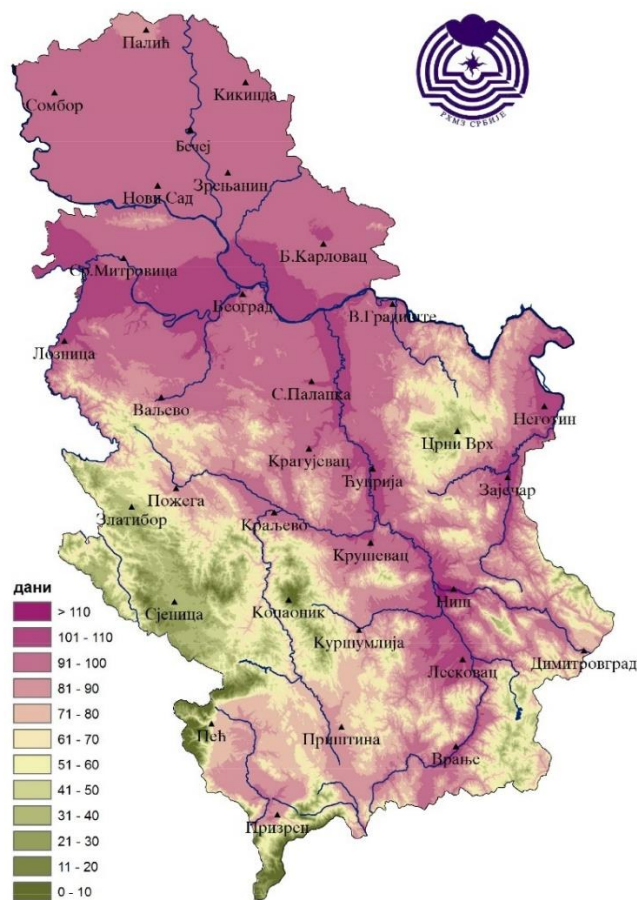 Палић
РХМЗ СРБИЈЕ
Сомбор
Кикинда
Бечеј
Зрењанин
Нови Сад
Б.Карловац
Ср.Митровица
Београд
В.Градиште
Лозница
С.Паланка
Ваљево
Неготин
Црни Врх
Крагујевац
Ћуприја
Зајечар
Пожега
Златибор
Краљево
Крушевац
Ниш
Сјеница
Копаоник
Куршумлија
Лесковац
Димитровград
Пећ
Приштина
Врање
Призрен
дани
> 110
101 - 110
91 - 100
81 - 90
71 - 80
61 - 70
51 - 60
41 - 50
31 - 40
21 - 30
11 - 20
0 - 10